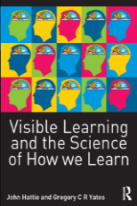 Visible Learning
and the Science
of How we Learn
John Hattie and Gregory C R Yates
R